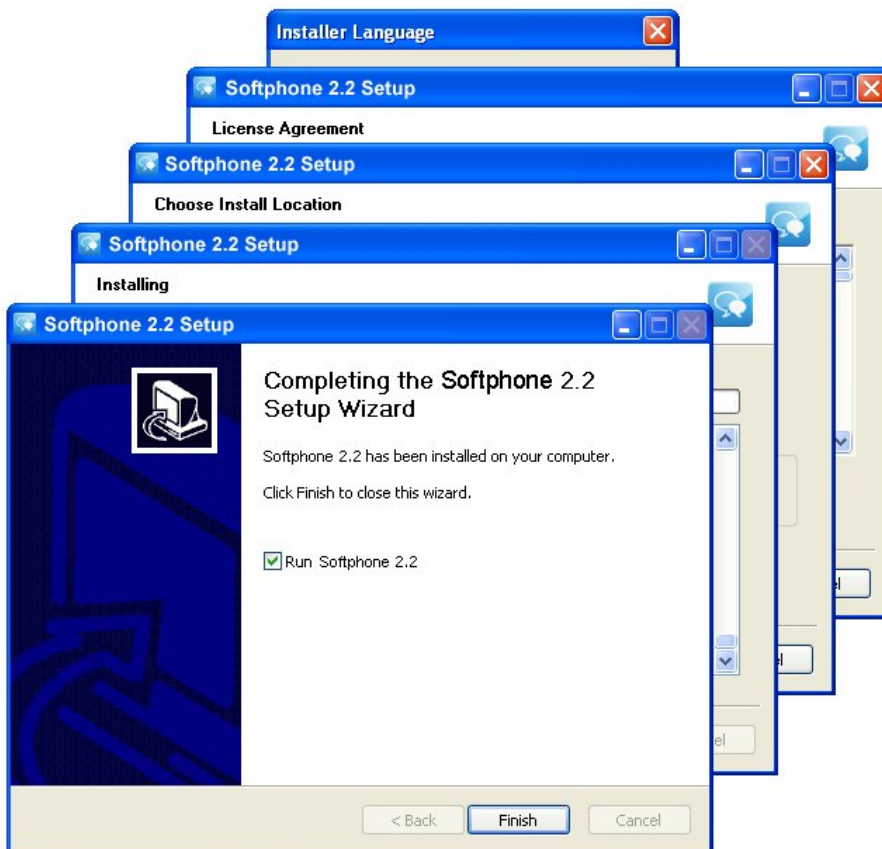 Installer Language
Softphone 2.2 Setup
License Agreement
Softphone 2.2 Setup
Choose Install Location
Softphone 2.2 Setup
Installing
Softphone 2.2 Setup
Completing the Softphone 2.2
Setup Wizard
Softphone 2.2 has been installed on your computer.
Click Finish to close this wizard.
Run Softphone 2.2
< Back Finish Cancel